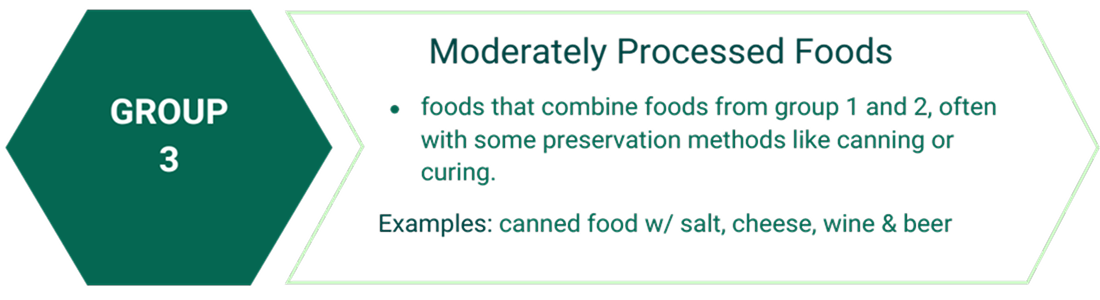 GROUP
3
Moderately Processed Foods
• foods that combine foods from group 1 and 2, often
with some preservation methods like canning or
curing.
Examples: canned food w/ salt, cheese, wine & beer